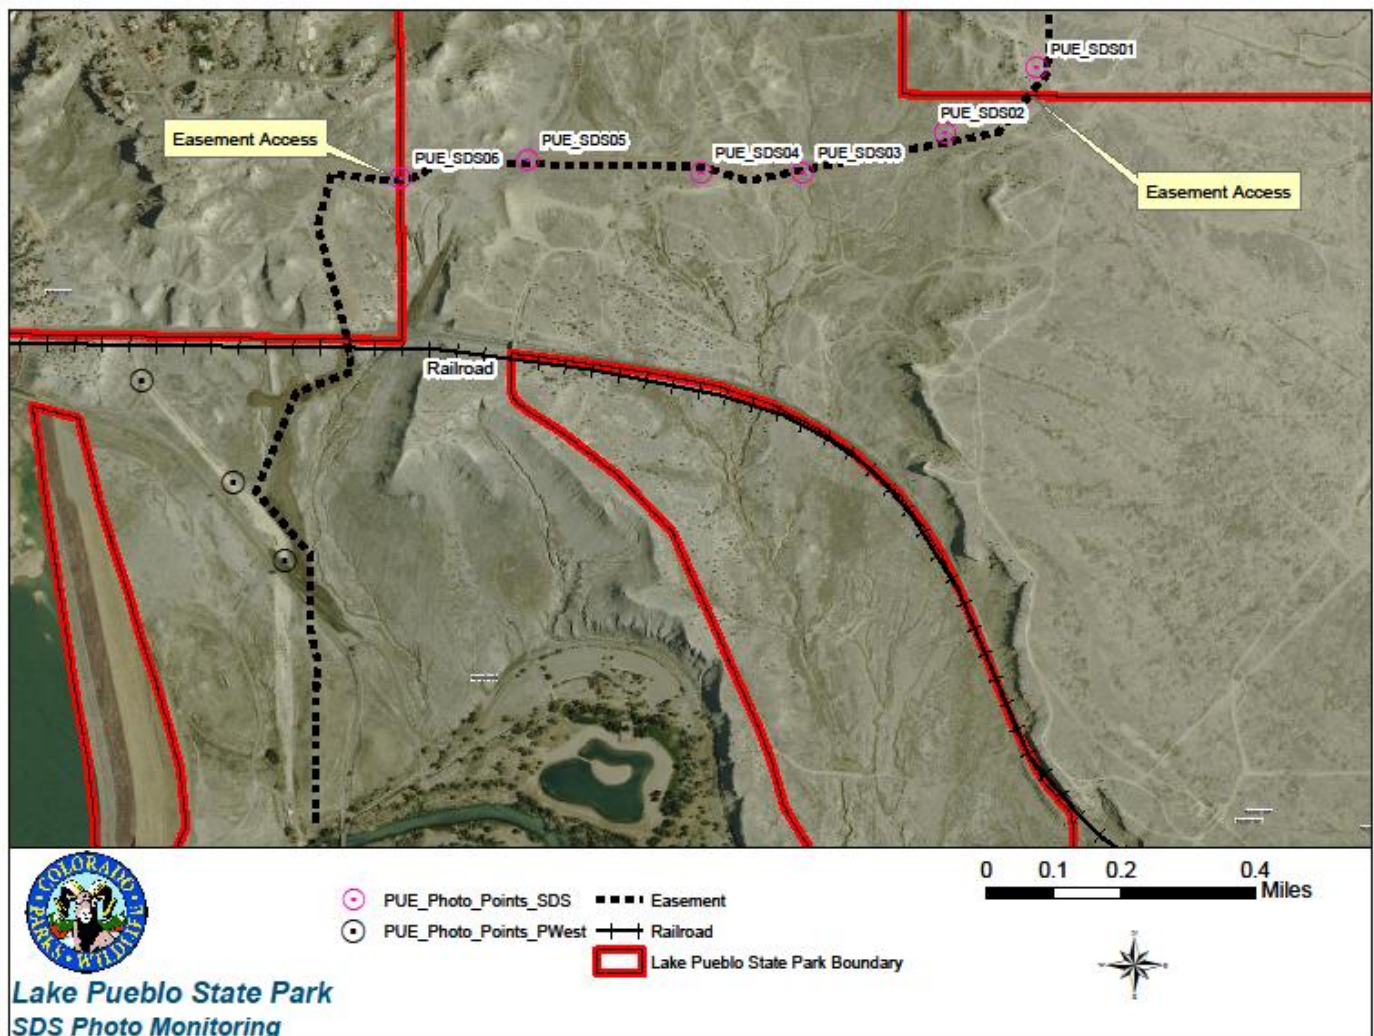 PUE_SDS01
PUE_SDS02
Easement Access
PUE_SDS05
PUE_SDS06
PUE_SDS04
PUE_SDS03
Easement Access
Railroad
0 0.1 0.2 0.4
Miles
COLORADO
PARKS & WILDLIFE
PUE_Photo_Points_SDS
Easement
PUE_Photo_Points_PWest
Railroad
Lake Pueblo State Park Boundary
Lake Pueblo State Park
SDS Photo Monitoring